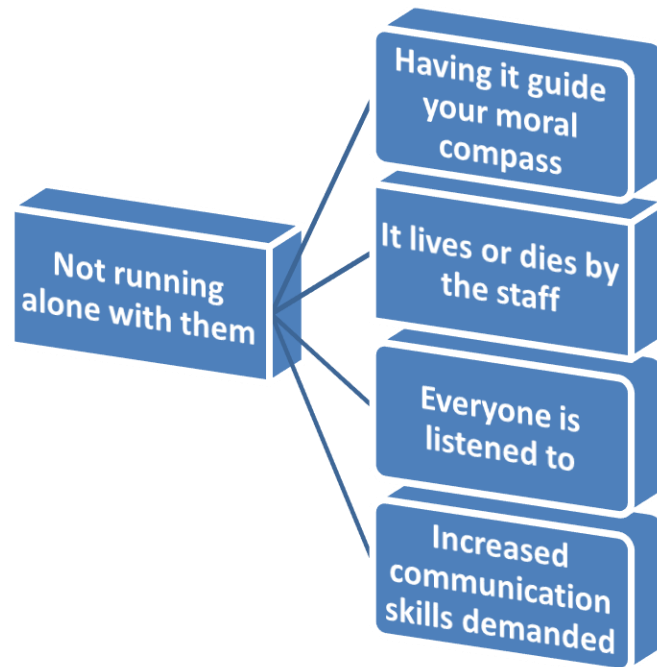 Not running
alone with them
Having it guide
your moral
compass
It lives or dies by
the staff
Everyone is
listened to
Increased
communication
skills demanded